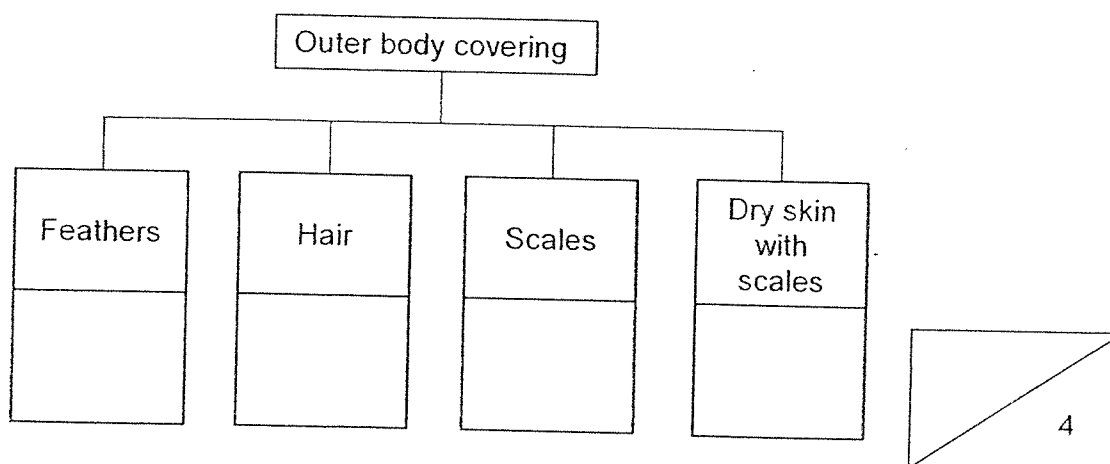 Outer body covering
Feathers
Hair
Scales
Dry skin
with
scales
4